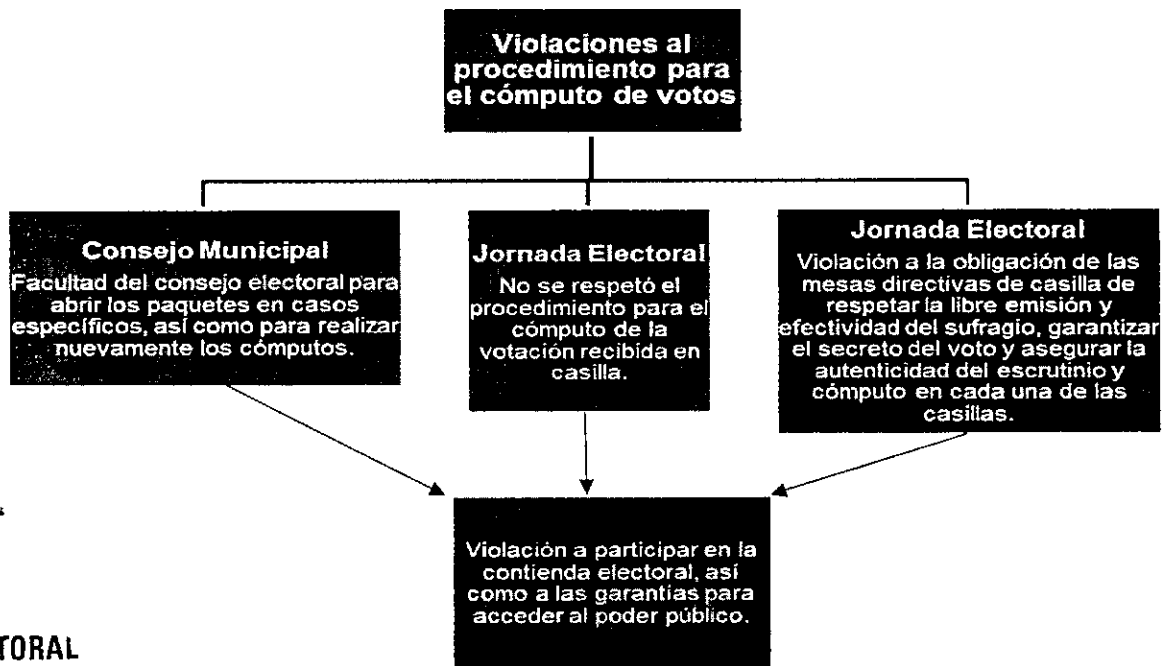 Violaciones al
procedimiento para
el cómputo de votos
Consejo Municipal
Facultad del consejo electoral para
abrir los paquetes en casos
específicos, así como para realizar
nuevamente los cómputos.
Jornada Electoral
No se respetó el
procedimiento para el
cómputo de la
votación recibida en
casilla.
Jornada Electoral
Violación a la obligación de las
mesas directivas de casilla de
respetar la libre emisión y
efectividad del sufragio, garantizar
el secreto del voto y asegurar la
autenticidad del escrutinio y
cómputo en cada una de las
casillas.
Violación a participar en la
contienda electoral, así
como a las garantías para
acceder al poder público.
TORAL